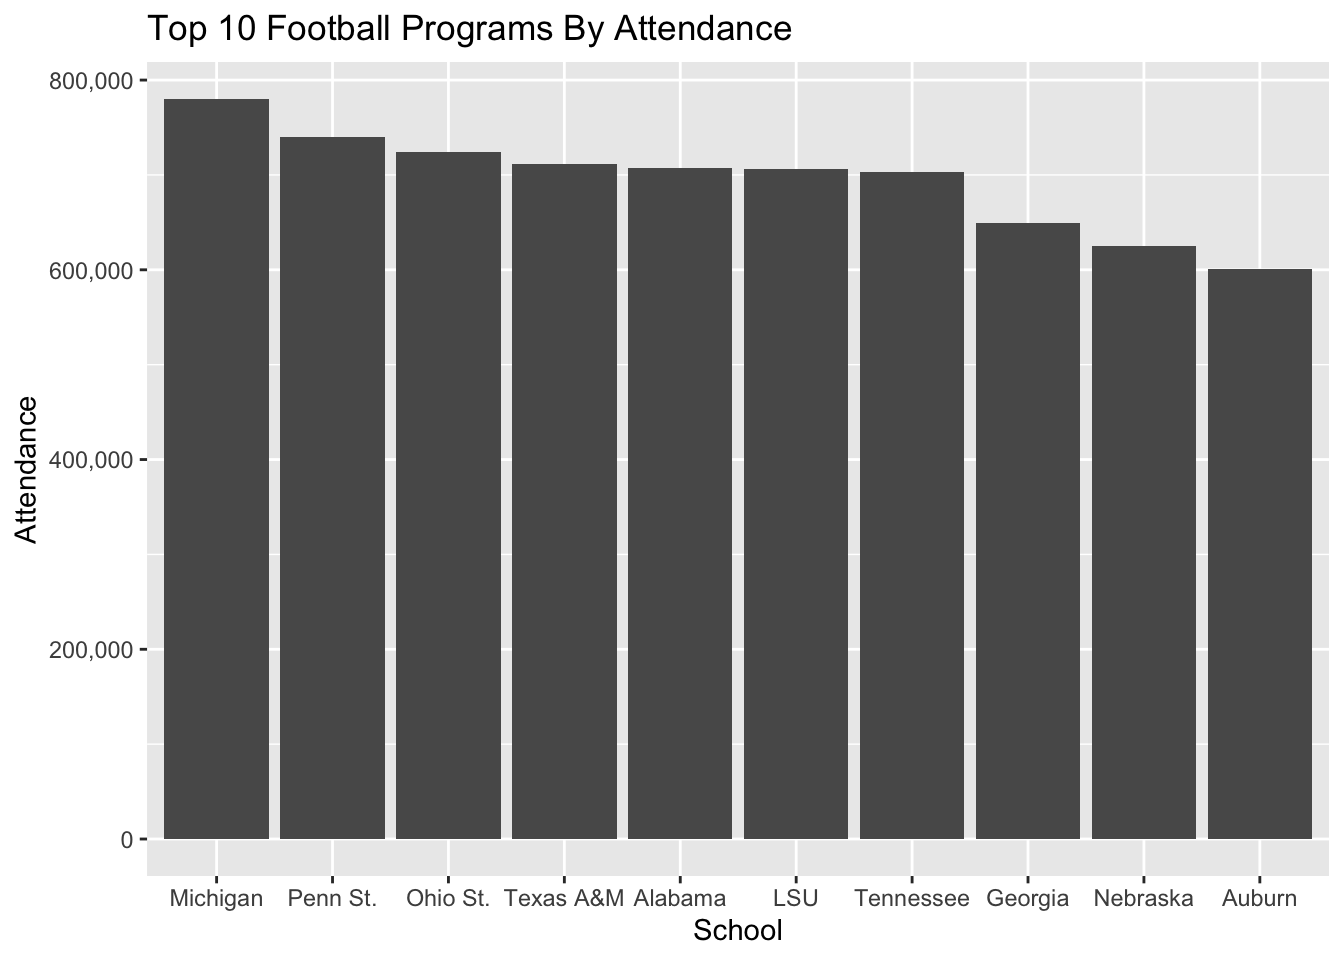 Top 10 Football Programs By Attendance
Attendance
800,000
600,000
400,000
200,000
0
Michigan Penn St. Ohio St. Texas A&M Alabama LSU Tennessee Georgia Nebraska Auburn
School